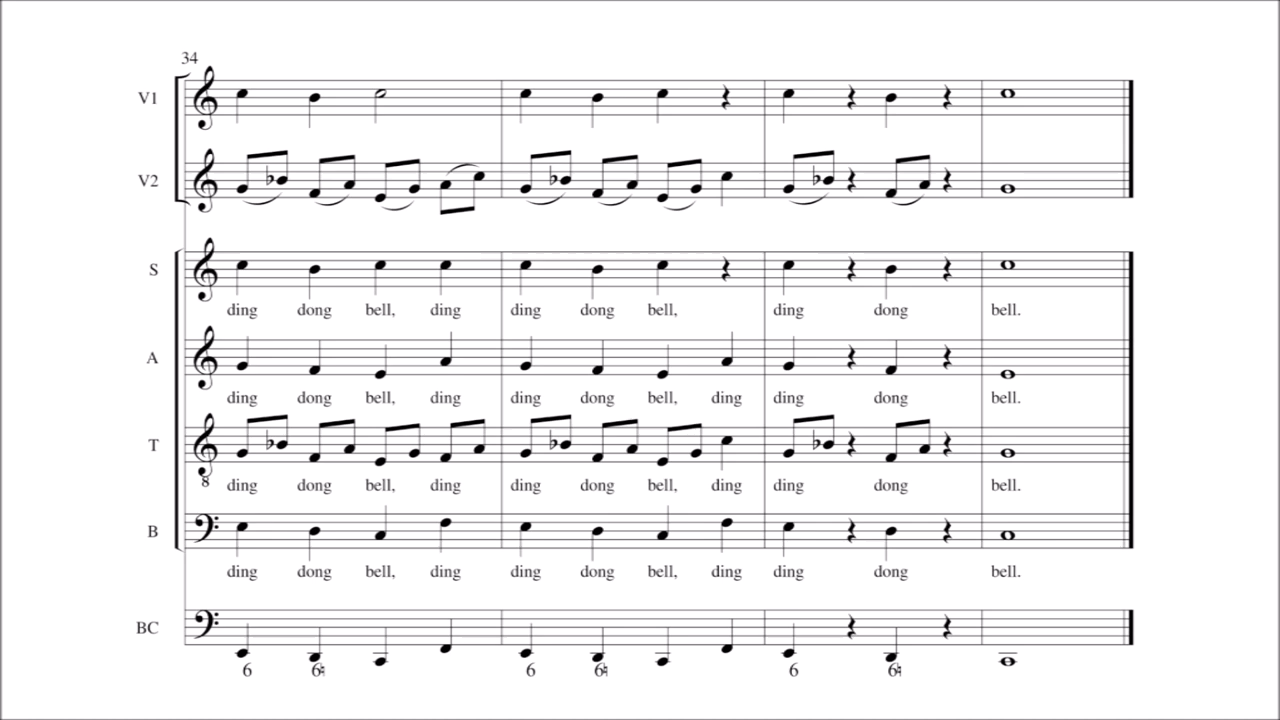 34
V1
V2
S
ding dong bell, ding ding dong bell, ding dong bell.
A
ding dong bell, ding ding dong bell, ding ding dong bell.
T
8
ding dong bell, ding ding dong bell, ding ding dong bell.
B
ding dong bell, ding ding dong bell, ding ding dong bell.
BC
6 6♮ 6 6♮ 6 6♮